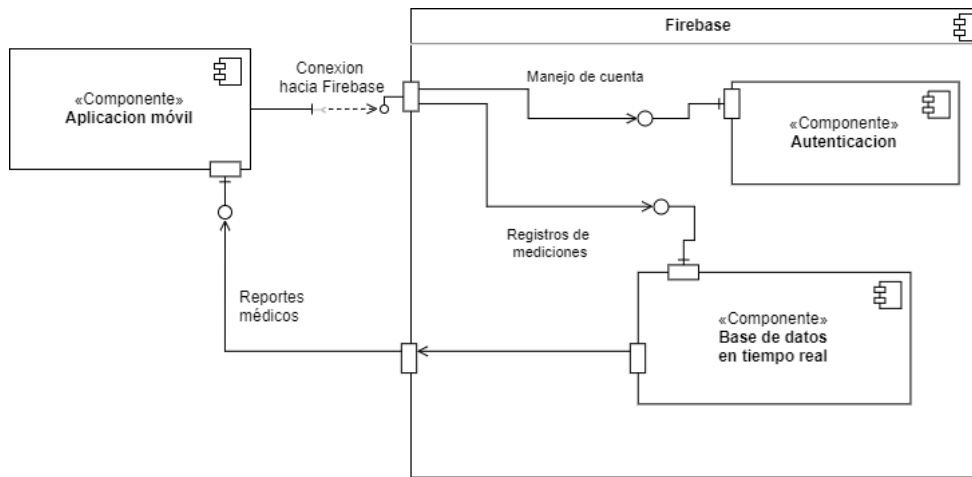 Firebase
Conexion
hacia Firebase
Manejo de cuenta
«Componente»
Aplicacion móvil
«Componente»
Autenticacion
Registros de
mediciones
Reportes
médicos
«Componente»
Base de datos
en tiempo real